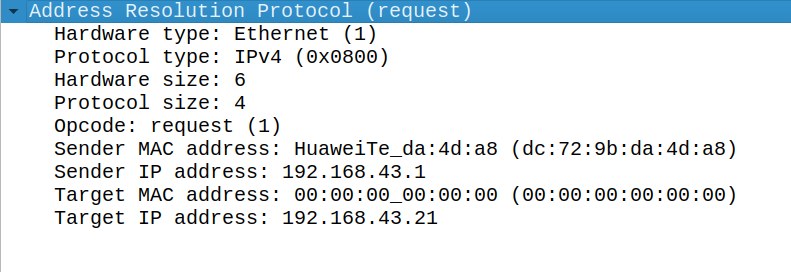 Address Resolution Protocol (request)
Hardware type: Ethernet (1)
Protocol type: IPv4 (0x0800)
Hardware size: 6
Protocol size: 4
Opcode: request (1)
Sender MAC address: HuaweiTe_da:4d:a8 (dc:72:9b:da:4d:a8)
Sender IP address: 192.168.43.1
Target MAC address: 00:00:00_00:00:00 (00:00:00:00:00:00)
Target IP address: 192.168.43.21